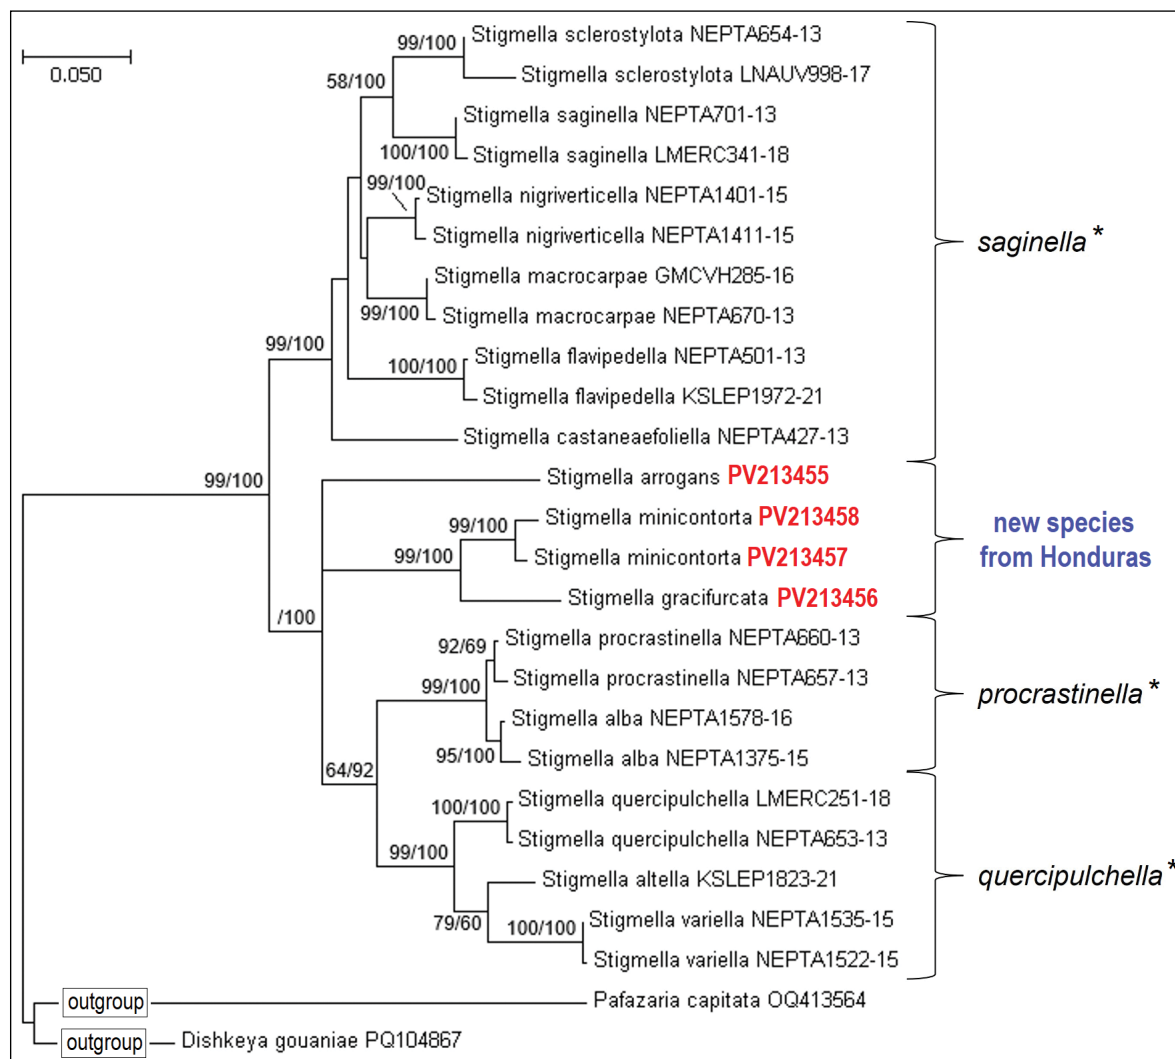 0.050
99/100
Stigmella sclerostylota NEPTA654-13
Stigmella sclerostylota LNAUV998-17
58/100
Stigmella saginella NEPTA701-13
100/100
Stigmella saginella LMERC341-18
99/100
Stigmella nigriverticella NEPTA1401-15
Stigmella nigriverticella NEPTA1411-15
saginella*
Stigmella macrocarpae GMCVH285-16
99/100
Stigmella macrocarpae NEPTA670-13
99/100
Stigmella flavipedella NEPTA501-13
100/100
Stigmella flavipedella KSLEP1972-21
Stigmella castaneaefoliella NEPTA427-13
99/100
Stigmella arrogans PV213455
99/100
Stigmella minicontorta PV213458
new species
from Honduras
99/100
Stigmella minicontorta PV213457
Stigmella gracifurcata PV213456
/100
92/69
Stigmella procrastinella NEPTA660-13
99/100
Stigmella procrastinella NEPTA657-13
procrastinella*
Stigmella alba NEPTA1578-16
95/100
Stigmella alba NEPTA1375-15
64/92
100/100
Stigmella quercipulchella LMERC251-18
Stigmella quercipulchella NEPTA653-13
99/100
quercipulchella*
Stigmella altella KSLEP1823-21
79/60
100/100
Stigmella variella NEPTA1535-15
Stigmella variella NEPTA1522-15
outgroup
Pafazaria capitata OQ413564
outgroup
Dishkeya gouaniae PQ104867